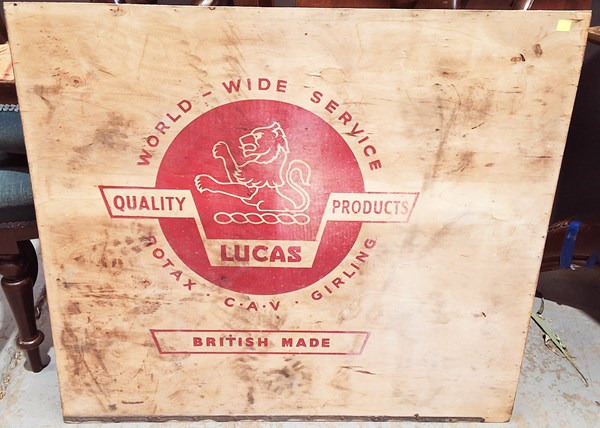 WORLD - WIDE SERVICE
QUALITY PRODUCTS
LUCAS
ROTAX · C·A·V · GIRLING
BRITISH MADE